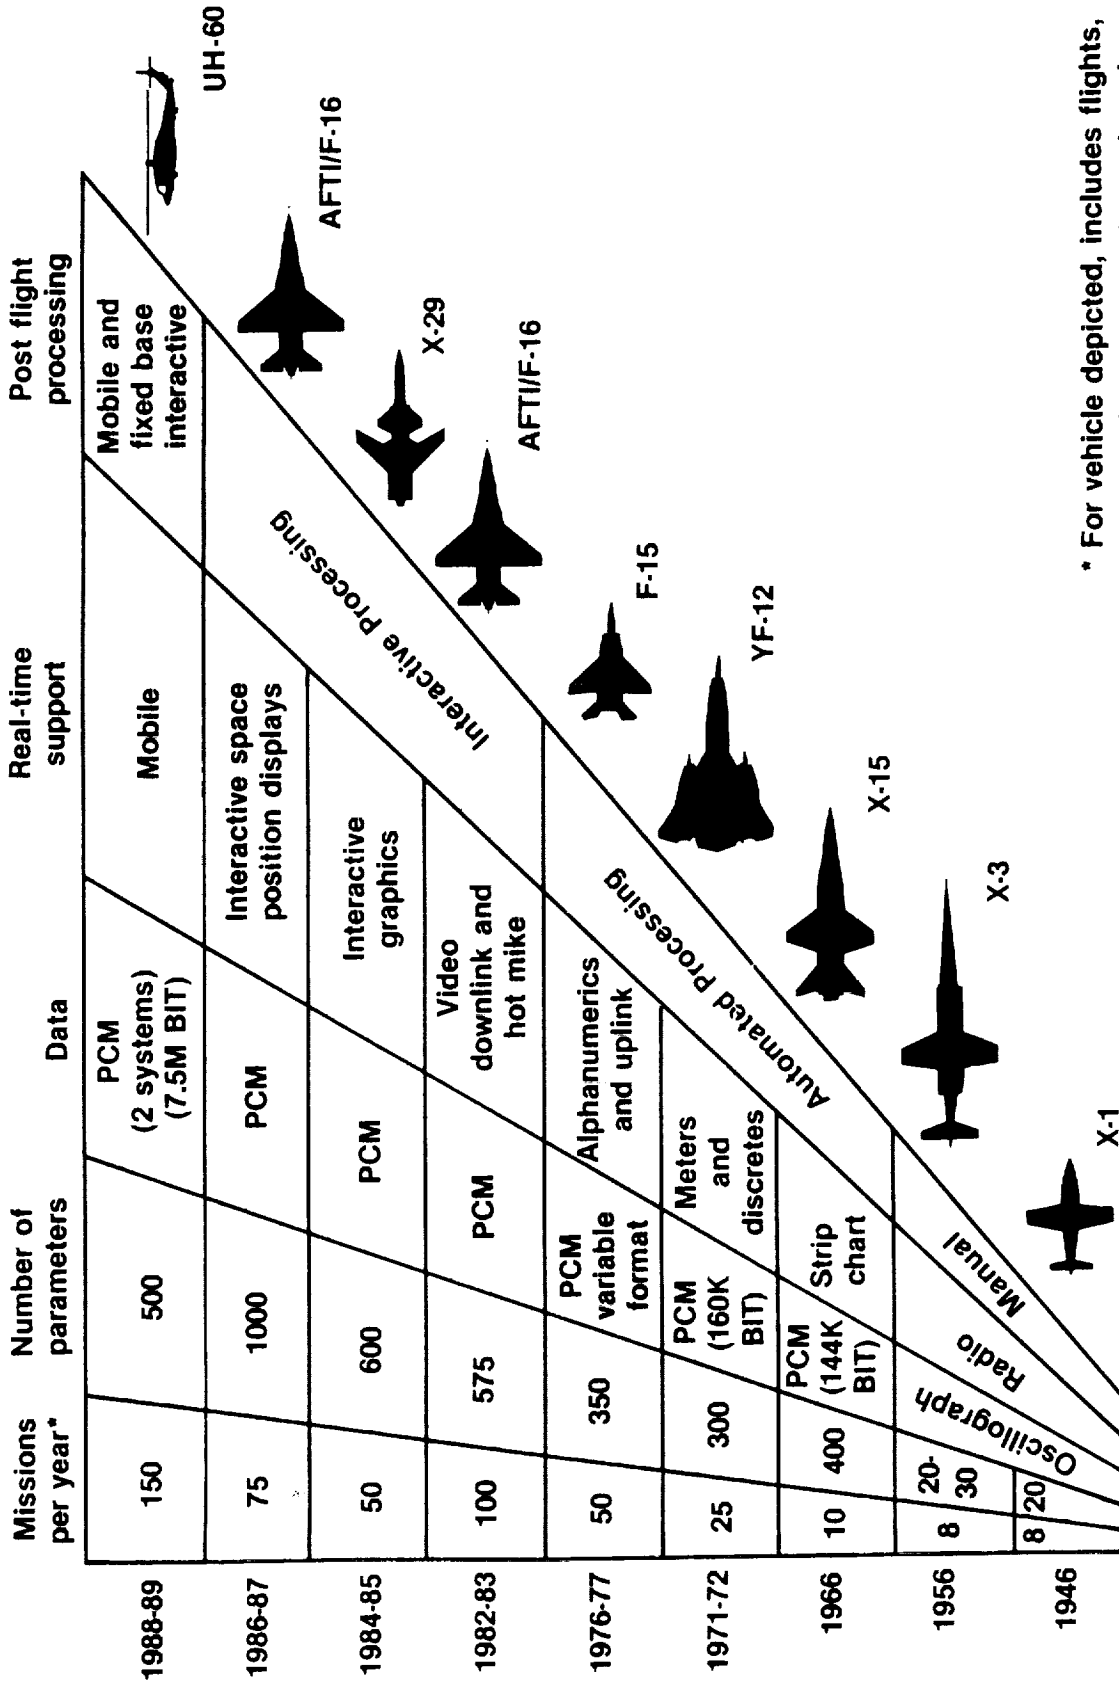 Missions
per year*
Number of
parameters
Data
Real-time
support
Post flight
processing
1988-89
150
500
PCM
(2 systems)
(7.5M BIT)
Mobile
Mobile and
fixed base
interactive
UH-60
1986-87
75
1000
PCM
Interactive space
position displays
AFTI/F-16
1984-85
50
600
PCM
Interactive
graphics
Interactive Processing
X-29
1982-83
100
575
PCM
Video
downlink and
hot mike
AFTI/F-16
1976-77
50
350
PCM
variable
format
Alphanumerics
and uplink
F-15
1971-72
25
300
PCM
(160K
BIT)
Meters
and
discretes
Automated Processing
YF-12
1966
10
400
PCM
(144K
BIT)
Strip
chart
X-15
1956
8
20-
30
Oscillograph
Radio
Manual
X-3
1946
8
20
X-1
* For vehicle depicted, includes flights,